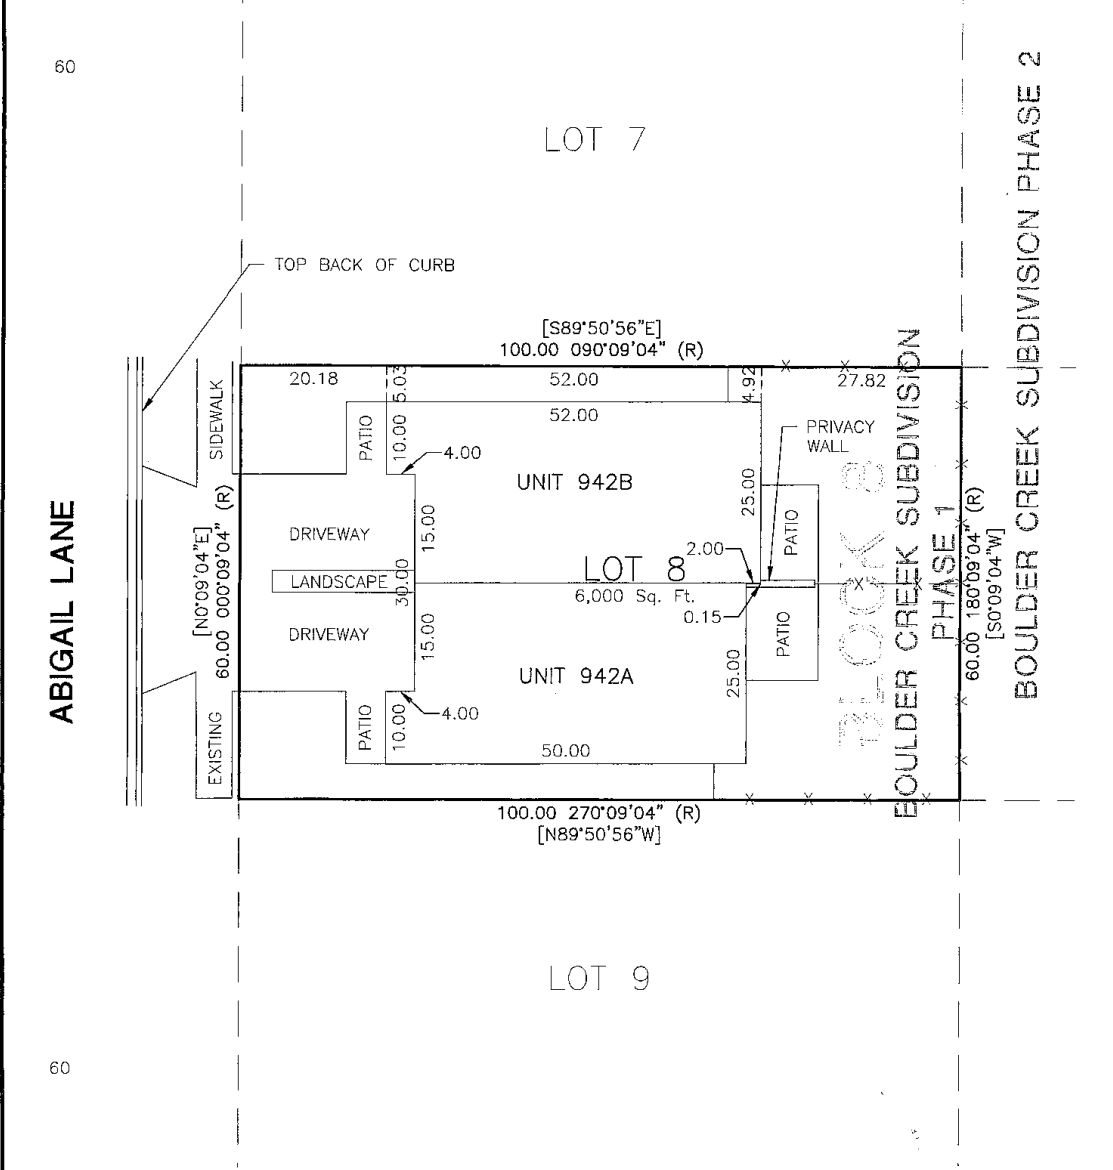 60
LOT 7
BOULDER CREEK SUBDIVISION PHASE 2
TOP BACK OF CURB
[S89°50'56"E]
100.00 090°09'04" (R)
20.18
5.03
52.00
4.92
27.82
52.00
SIDEWALK
PATIO
10.00
4.00
PRIVACY
WALL
UNIT 942B
25.00
BLOCK 8
BOULDER CREEK SUBDIVISION
PHASE 1
ABIGAIL LANE
[N0°09'04"E]
60.00 000°09'04" (R)
DRIVEWAY
15.00
PATIO
2.00
LOT 8
LANDSCAPE
30.00
6,000 Sq. Ft.
0.15
60.00 180°09'04" (R)
[S0°09'04"W]
DRIVEWAY
15.00
PATIO
25.00
UNIT 942A
4.00
EXISTING
PATIO
10.00
50.00
100.00 270°09'04" (R)
[N89°50'56"W]
LOT 9
60